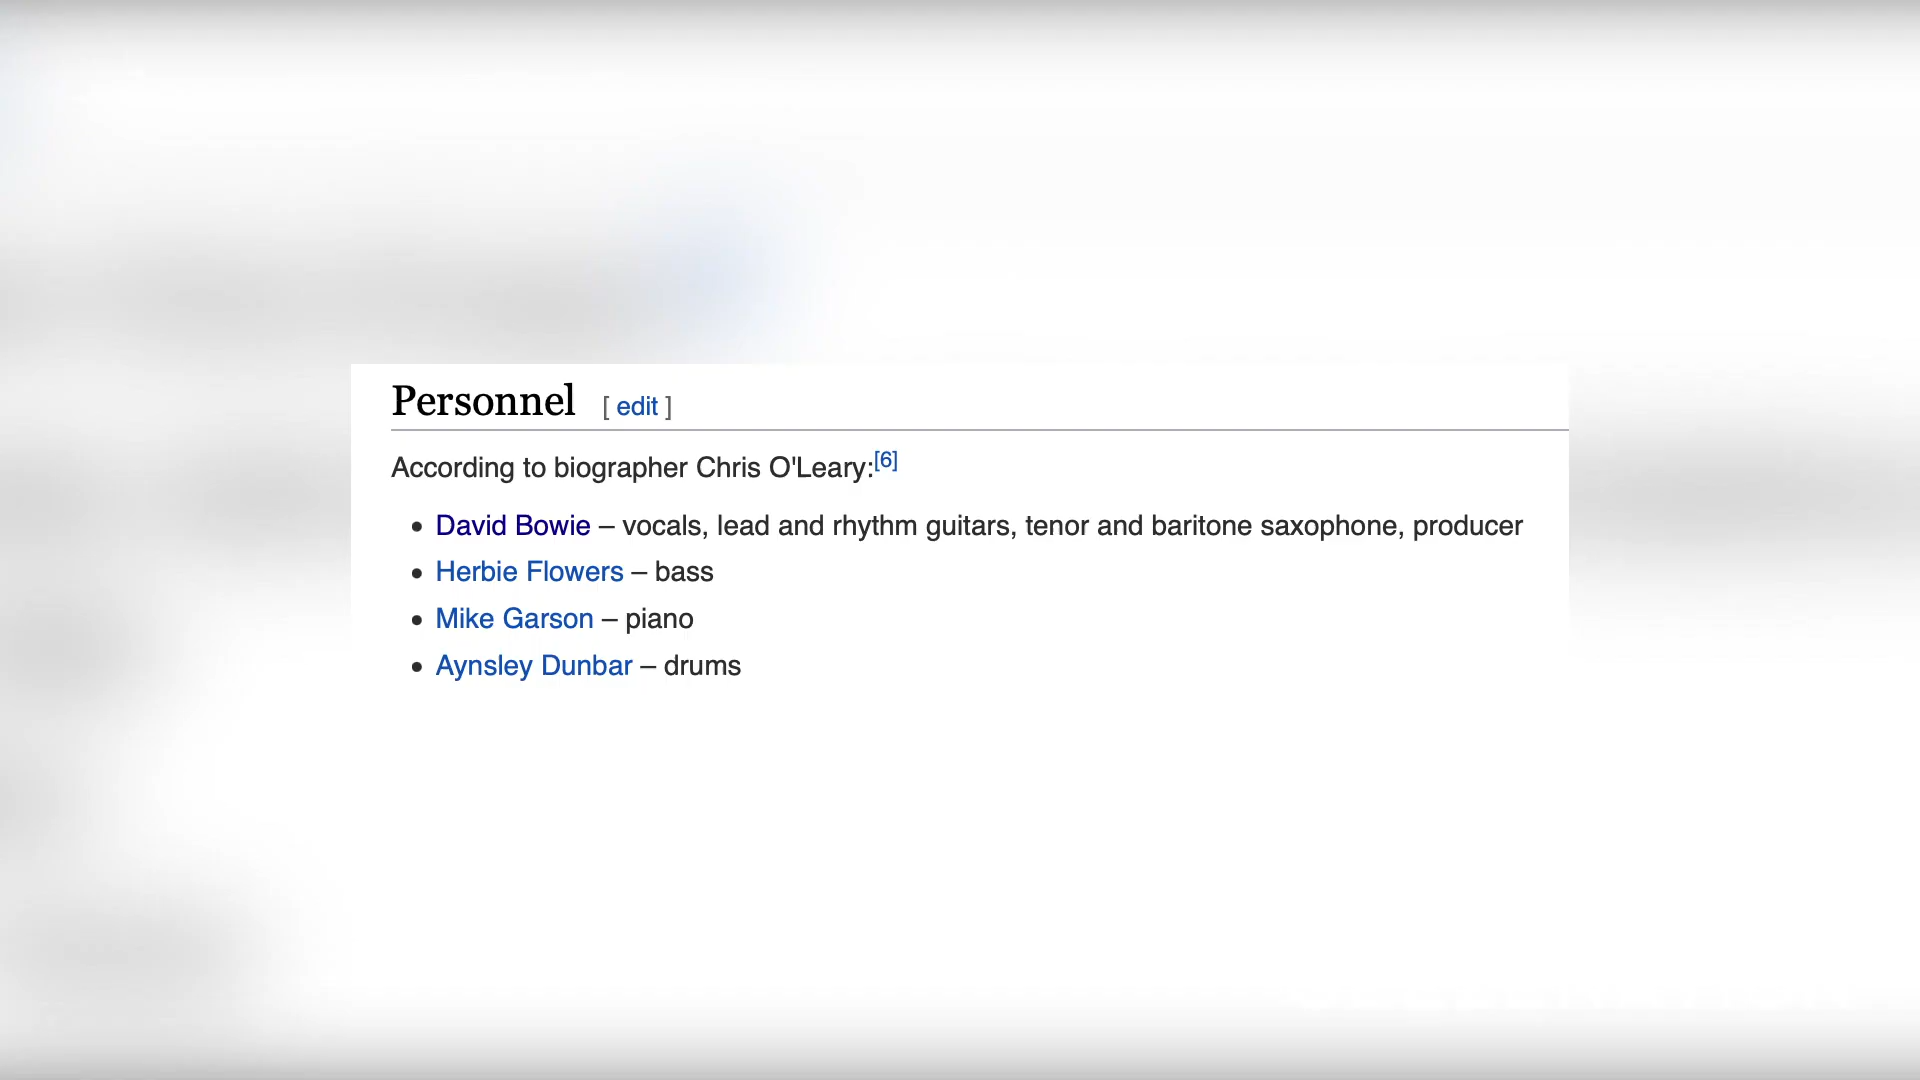 Personnel [ edit ]
According to biographer Chris O'Leary:[6]
• David Bowie – vocals, lead and rhythm guitars, tenor and baritone saxophone, producer
• Herbie Flowers – bass
• Mike Garson – piano
• Aynsley Dunbar – drums